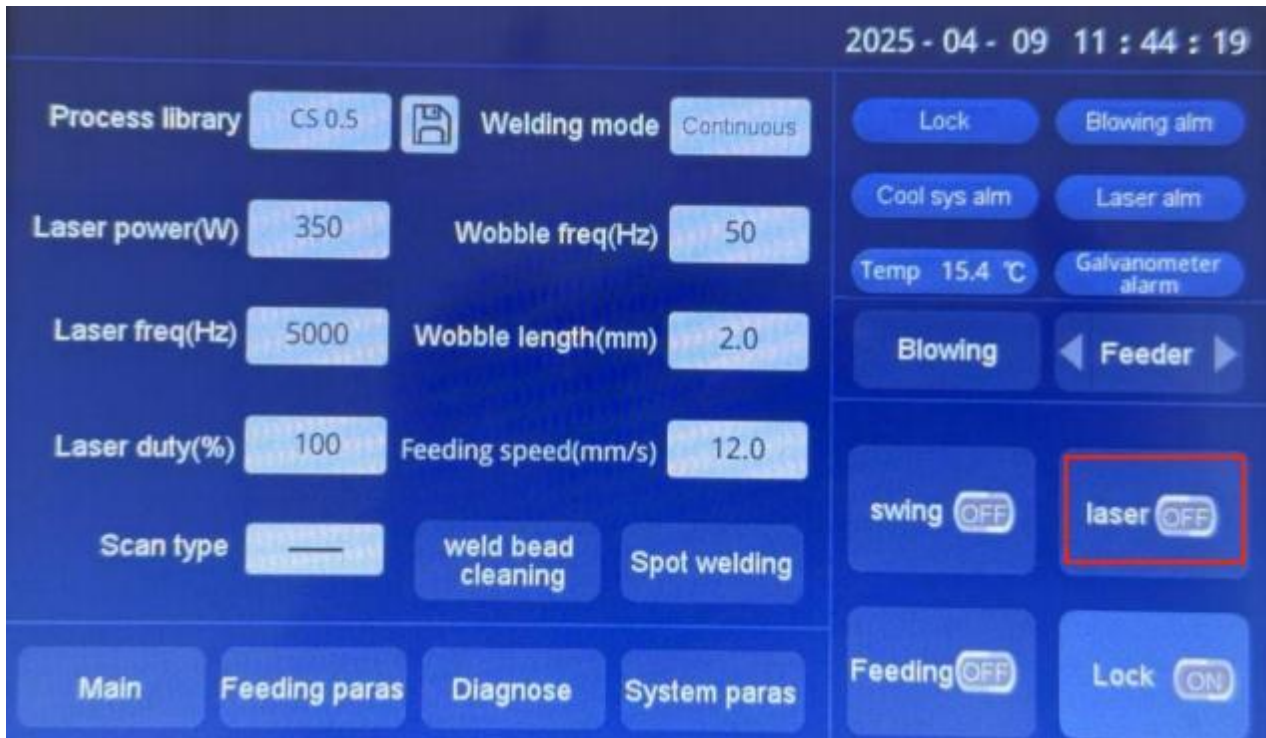 2025 - 04 - 09 11 : 44 : 19
Process library CS 0.5 Welding mode Continuous
Laser power(W) 350 Wobble freq(Hz) 50
Laser freq(Hz) 5000 Wobble length(mm) 2.0
Laser duty(%) 100 Feeding speed(mm/s) 12.0
Scan type
weld bead
cleaning
Spot welding
Lock Blowing alm
Cool sys alm Laser alm
Temp 15.4 ℃
Galvanometer
alarm
Blowing Feeder
swing OFF laser OFF
Feeding OFF Lock ON
Main Feeding paras Diagnose System paras